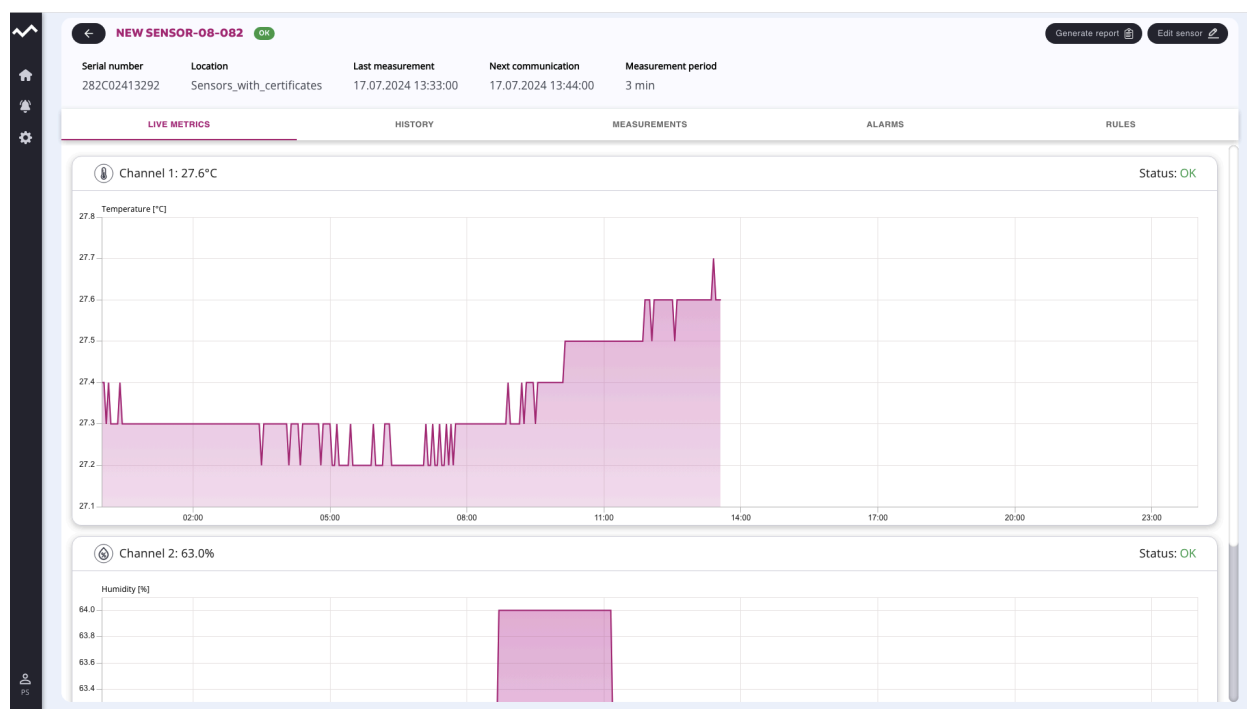 NEW SENSOR-08-082 OK
Generate report
Edit sensor
Serial number Location Last measurement Next communication Measurement period
282C02413292 Sensors_with_certificates 17.07.2024 13:33:00 17.07.2024 13:44:00 3 min
LIVE METRICS HISTORY MEASUREMENTS ALARMS RULES
Channel 1: 27.6°C Status: OK
Temperature [°C]
27.8
27.7
27.6
27.5
27.4
27.3
27.2
27.1
02:00 05:00 08:00 11:00 14:00 17:00 20:00 23:00
Channel 2: 63.0% Status: OK
Humidity [%]
64.0
63.8
63.6
63.4
PS